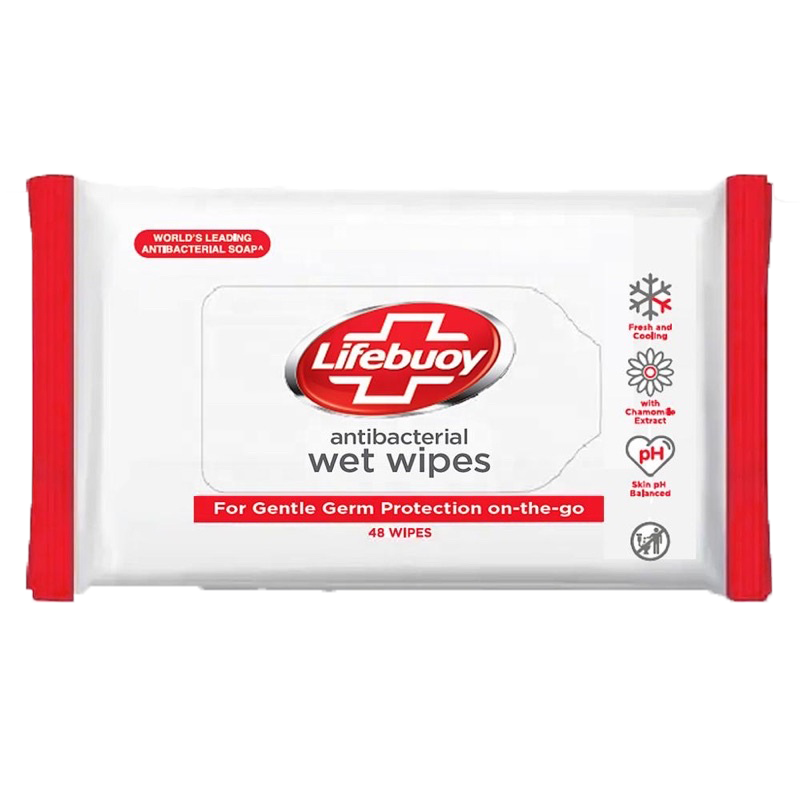 WORLD'S LEADING
ANTIBACTERIAL SOAP^
Lifebuoy
antibacterial
wet wipes
For Gentle Germ Protection on-the-go
48 WIPES
Fresh and
Cooling
with
Chamomile
Extract
pH
Skin pH
Balanced